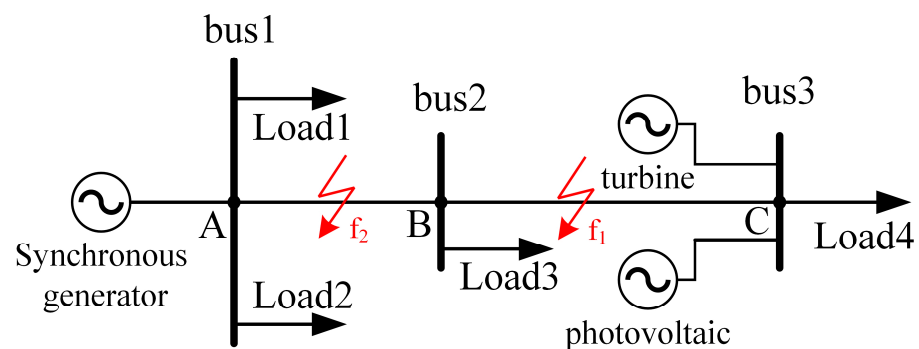 bus1
Load1
bus2
bus3
turbine
A
f2
B
f1
C
Load4
Synchronous
generator
Load3
Load2
photovoltaic